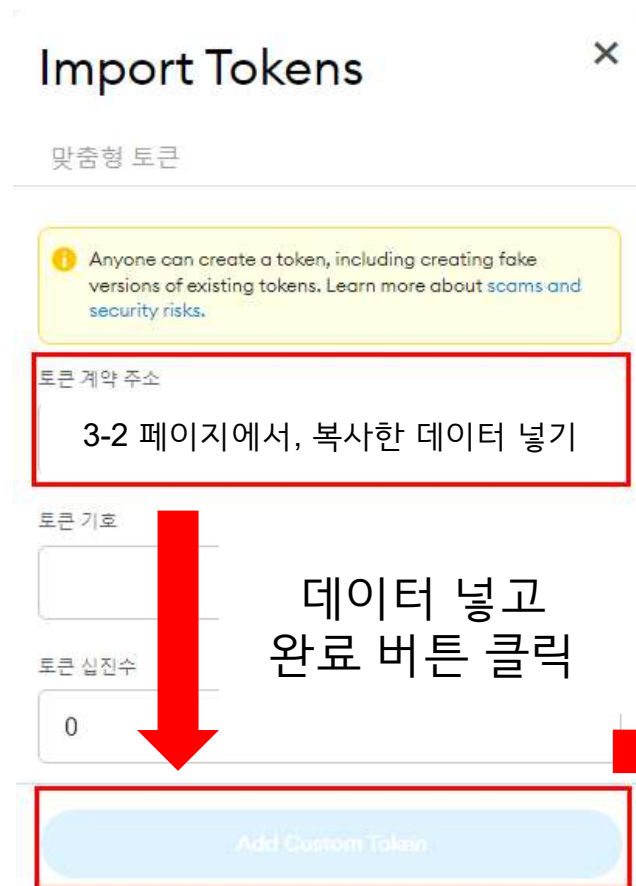 Import Tokens
맞춤형 토큰
Anyone can create a token, including creating fake
versions of existing tokens. Learn more about scams and
security risks.
토큰 계약 주소
3-2 페이지에서, 복사한 데이터 넣기
토큰 기호
데이터 넣고
완료 버튼 클릭
토큰 십진수
0
Add Custom Token